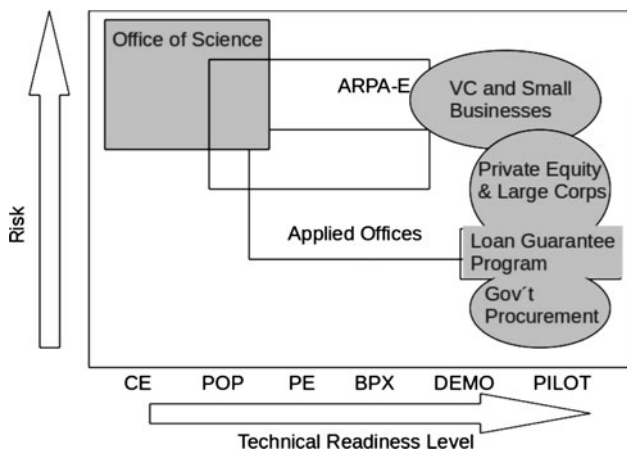 Office of Science
ARPA-E
VC and Small
Businesses
Private Equity
& Large Corps
Applied Offices
Loan Guarantee
Program
Gov´t
Procurement
Risk
CE POP PE BPX DEMO PILOT
Technical Readiness Level